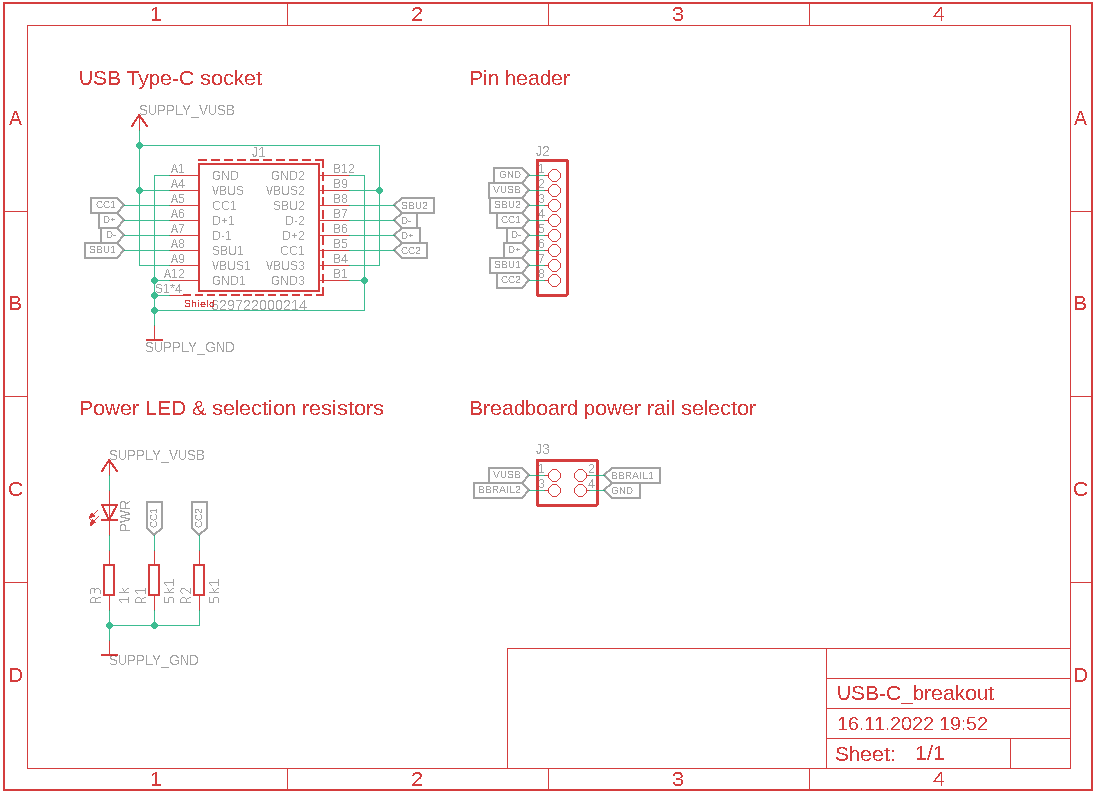 1 2 3 4
A A
B B
C C
D D
USB Type-C socket
SUPPLY_VUSB
J1
A1 GND GND2 B12
A4 VBUS VBUS2 B9
CC1 A5 CC1 SBU2 B8 SBU2
D+ A6 D+1 D-2 B7 D-
D- A7 D-1 D+2 B6 D+
SBU1 A8 SBU1 CC1 B5 CC2
A9 VBUS1 VBUS3 B4
A12 GND1 GND3 B1
S1*4
Shield
629722000214
SUPPLY_GND
Pin header
J2
GND 1
VUSB 2
SBU2 3
CC1 4
D- 5
D+ 6
SBU1 7
CC2 8
Power LED & selection resistors
SUPPLY_VUSB
PWR
CC1
CC2
R3
1k
R1
5k1
R2
5k1
SUPPLY_GND
Breadboard power rail selector
J3
VUSB 1 2 BBRAIL1
BBRAIL2 3 4 GND
USB-C_breakout
16.11.2022 19:52
Sheet: 1/1
1 2 3 4